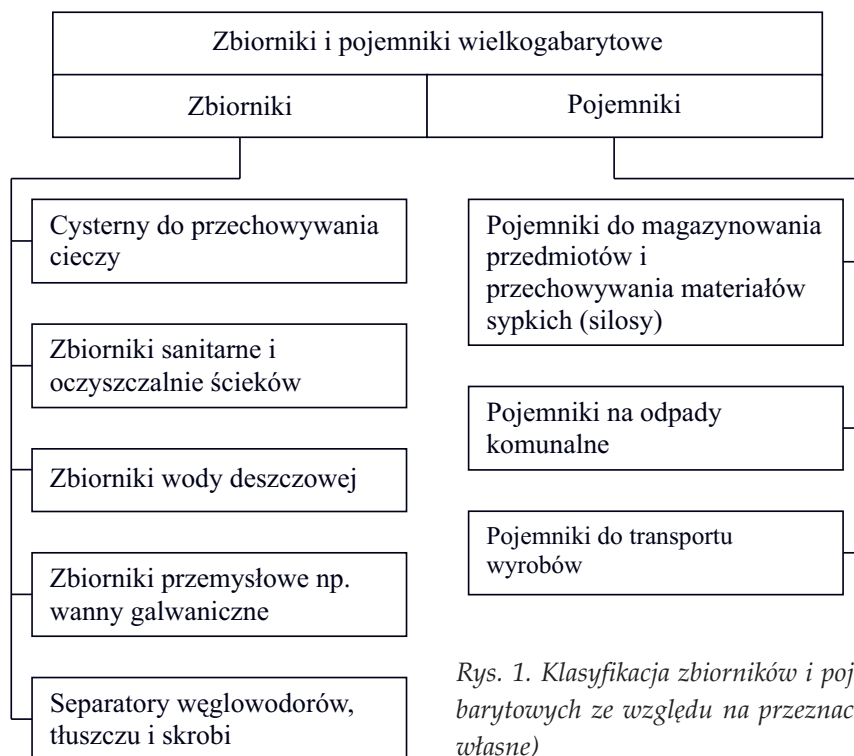 Zbiorniki i pojemniki wielkogabarytowe
Zbiorniki
Pojemniki
Cysterny do przechowywania
cieczy
Zbiorniki sanitarne i
oczyszczalnie ścieków
Zbiorniki wody deszczowej
Zbiorniki przemysłowe np.
wanny galwaniczne
Separatory węglowodorów,
tłuszczu i skrobi
Pojemniki do magazynowania
przedmiotów i
przechowywania materiałów
sypkich (silosy)
Pojemniki na odpady
komunalne
Pojemniki do transportu
wyrobów
Rys. 1. Klasyfikacja zbiorników i poj
barytowych ze względu na przeznac
własne)